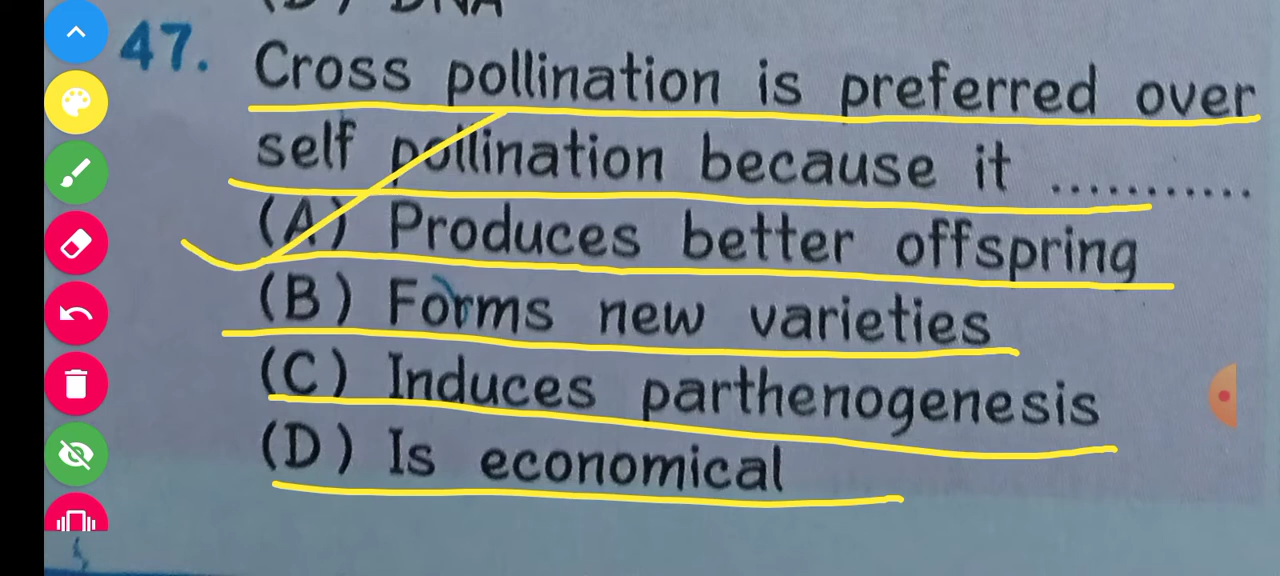 (D) DNA
47. Cross pollination is preferred over
self pollination because it ...........
(A) Produces better offspring
(B) Forms new varieties
(C) Induces parthenogenesis
(D) Is economical